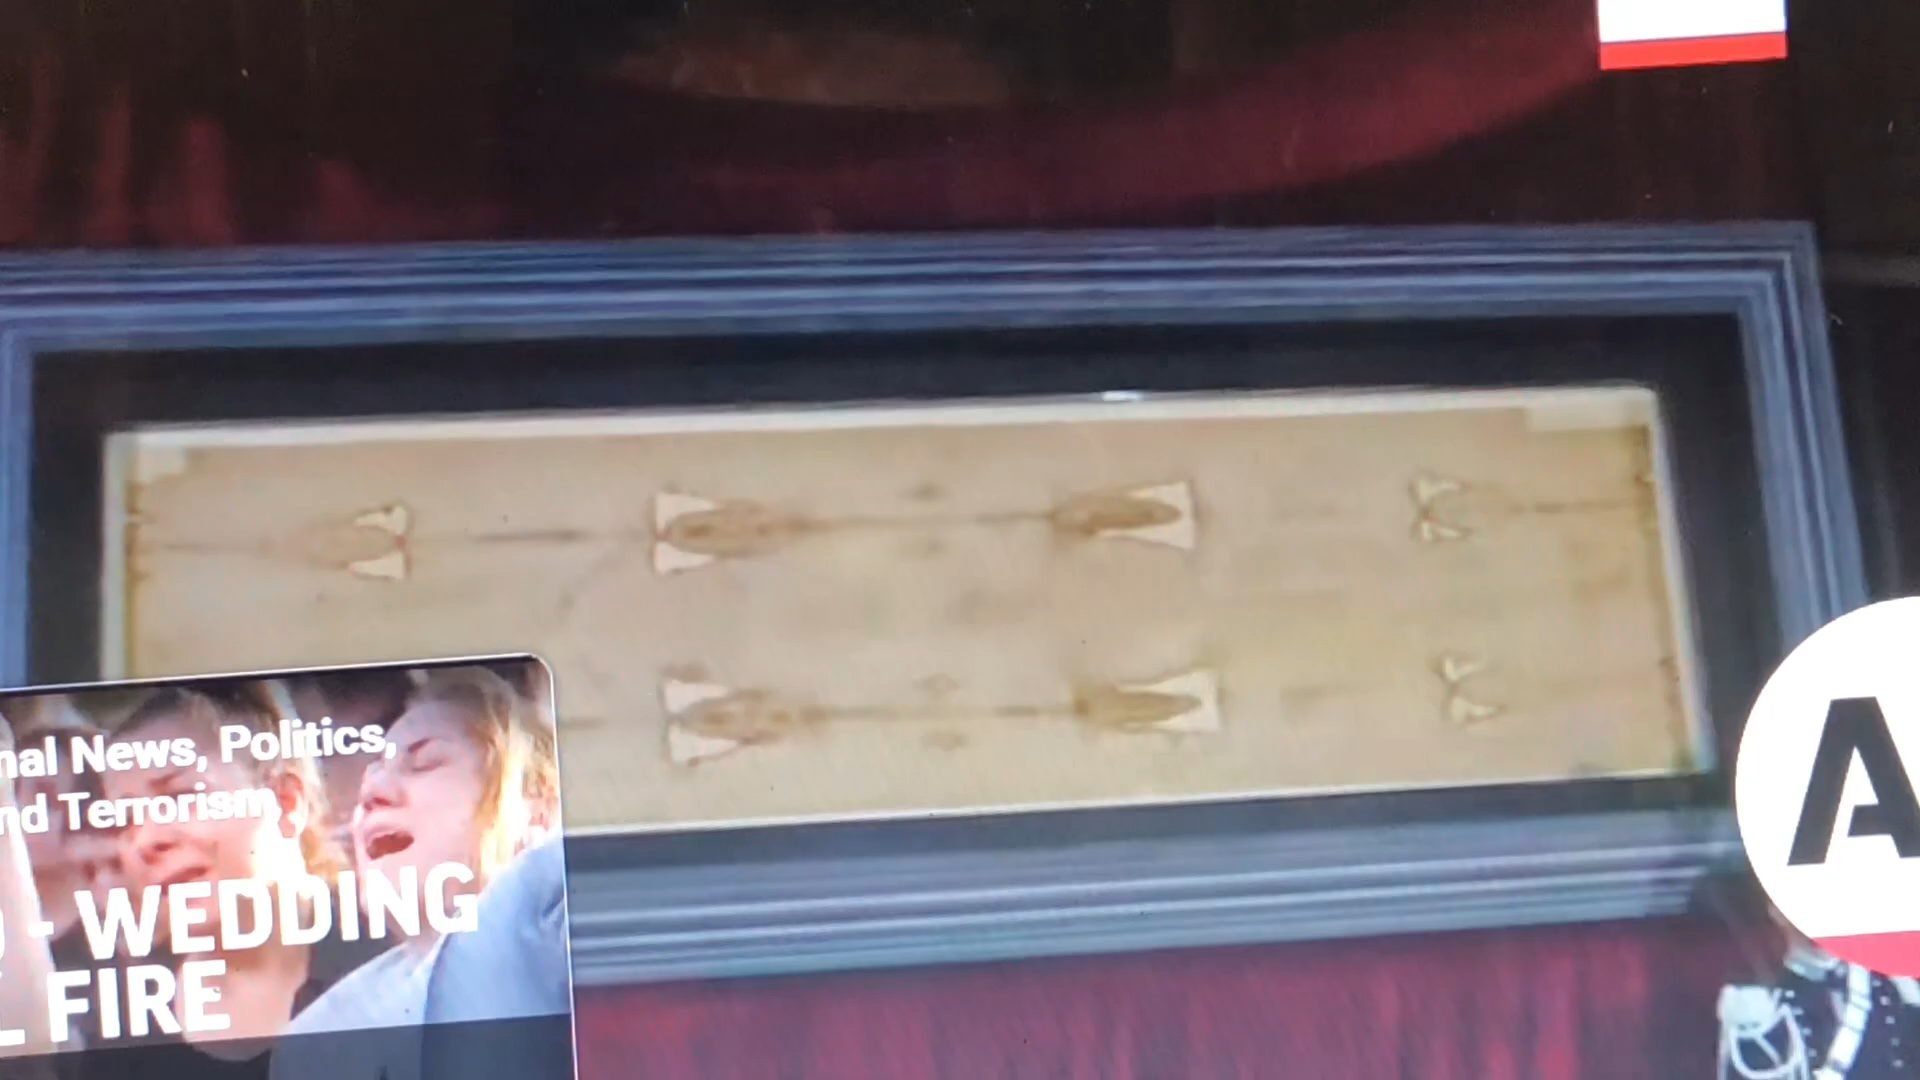 nal News, Politics,
nd Terrorism
- WEDDING
FIRE
A